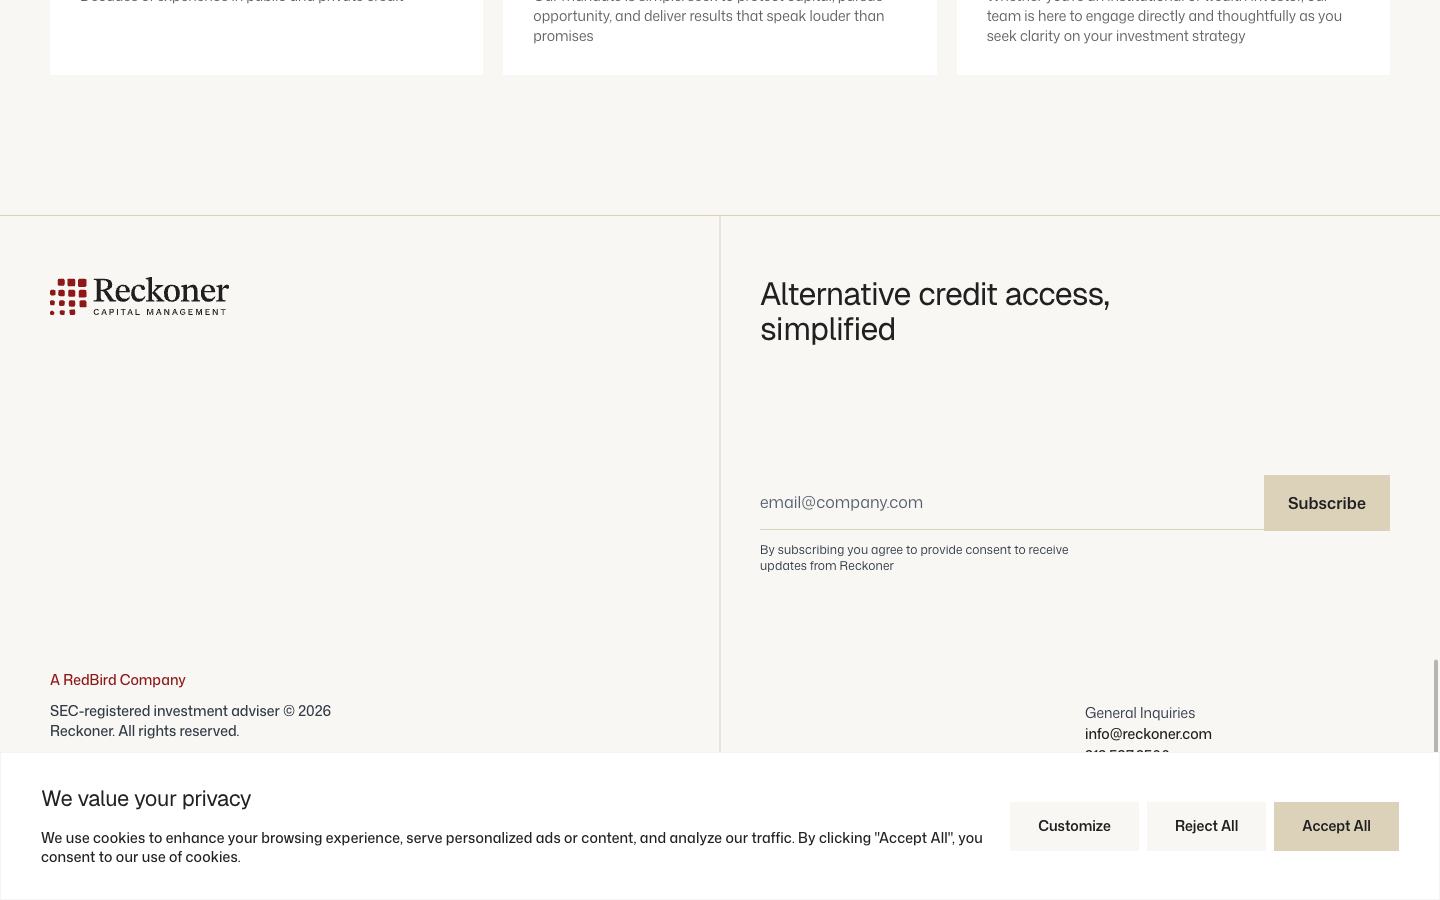 opportunity, and deliver results that speak louder than
promises
team is here to engage directly and thoughtfully as you
seek clarity on your investment strategy
Reckoner
CAPITAL MANAGEMENT
Alternative credit access,
simplified
email@company.com
Subscribe
By subscribing you agree to provide consent to receive
updates from Reckoner
A RedBird Company
SEC-registered investment adviser © 2026
Reckoner. All rights reserved.
General Inquiries
info@reckoner.com
We value your privacy
We use cookies to enhance your browsing experience, serve personalized ads or content, and analyze our traffic. By clicking "Accept All", you
consent to our use of cookies.
Customize
Reject All
Accept All